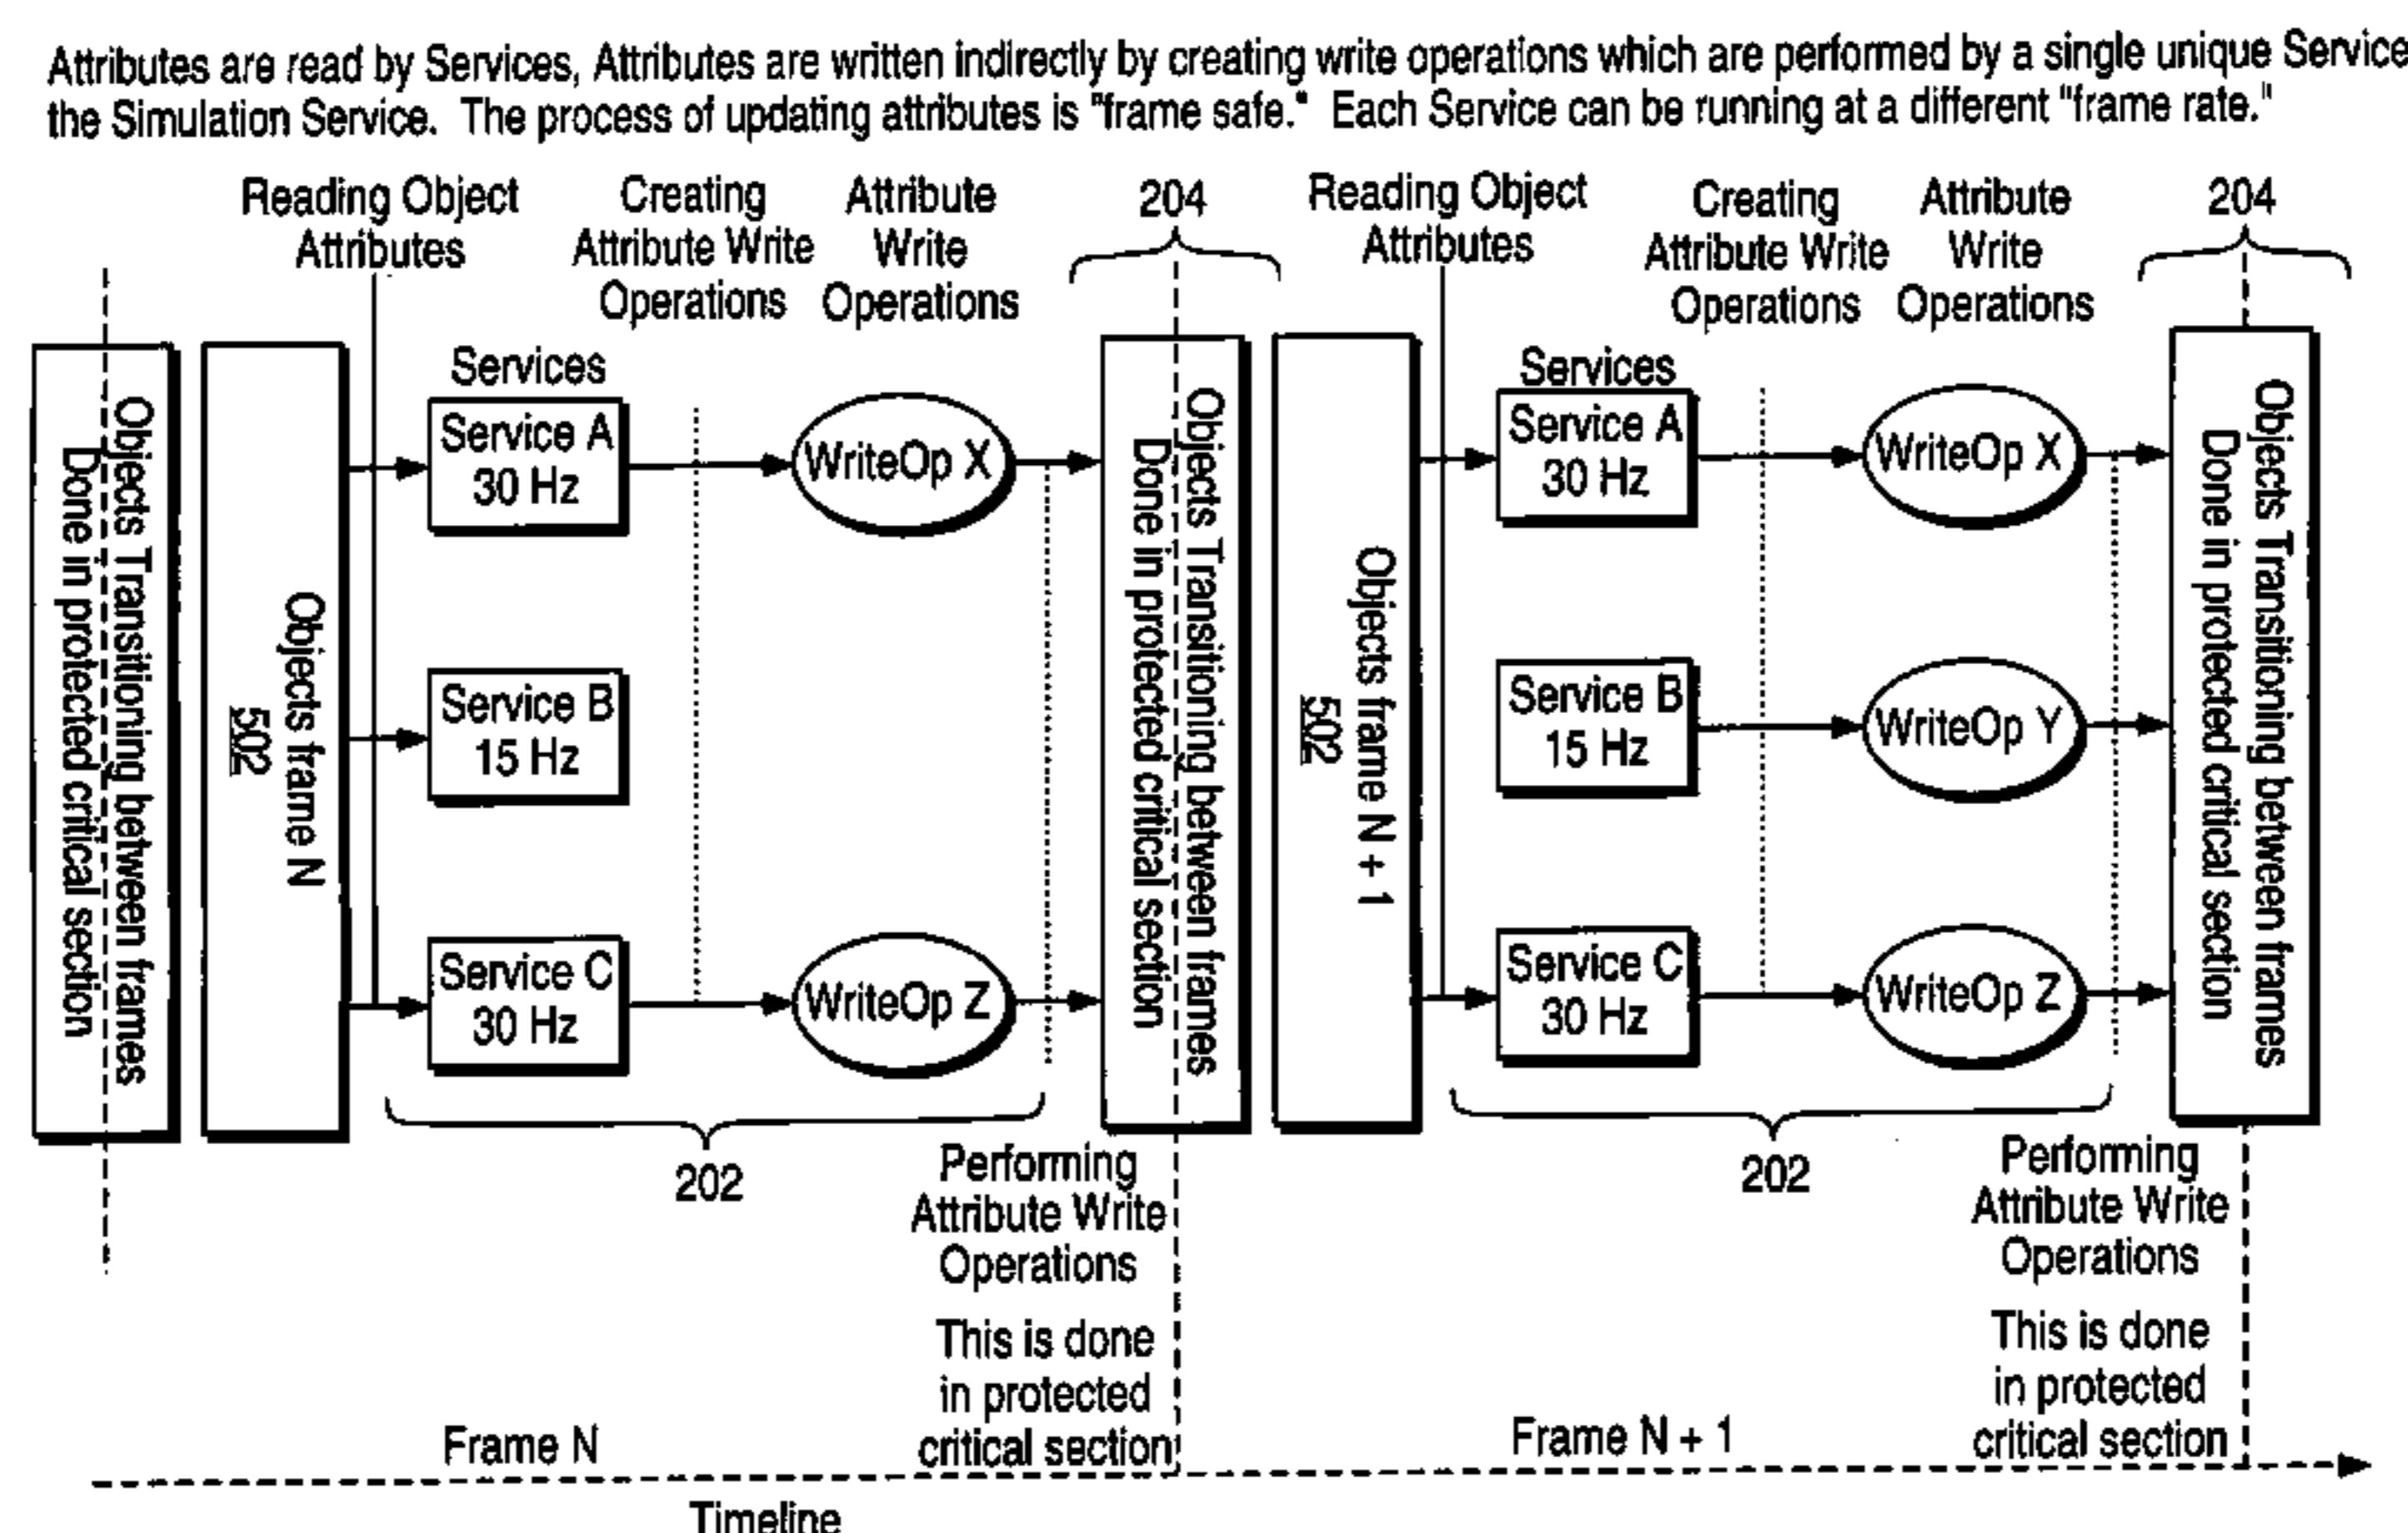 Attributes are read by Services, Attributes are written indirectly by creating write operations which are performed by a single unique Service
the Simulation Service. The process of updating attributes is "frame safe." Each Service can be running at a different "frame rate."
Reading Object
Attributes
Creating
Attribute Write
Operations
Attribute
Write
Operations
204
Reading Object
Attributes
Creating
Attribute Write
Operations
Attribute
Write
Operations
204
Objects Transitioning between frames
Done in protected critical section
Objects frame N
502
Services
Service A
30 Hz
WriteOp X
Service B
15 Hz
Service C
30 Hz
WriteOp Z
202
Objects Transitioning between frames
Done in protected critical section
Objects frame N + 1
502
Services
Service A
30 Hz
WriteOp X
Service B
15 Hz
WriteOp Y
Service C
30 Hz
WriteOp Z
202
Objects Transitioning between frames
Done in protected critical section
Performing
Attribute Write
Operations
This is done
in protected
critical section
Performing
Attribute Write
Operations
This is done
in protected
critical section
Frame N
Frame N + 1
Timeline